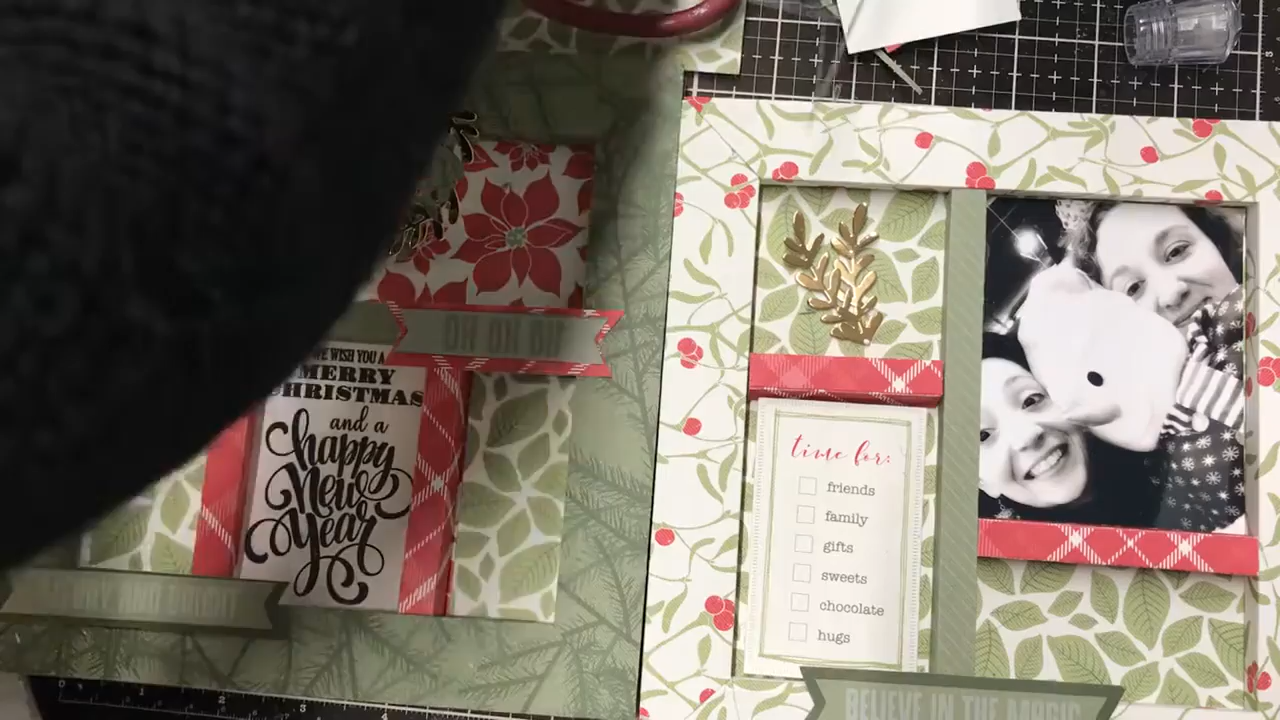 WE WISH YOU A
MERRY
CHRISTMAS
and a
happy
New
Year
time for:
friends
family
gifts
sweets
chocolate
hugs
BELIEVE IN THE MAGIC